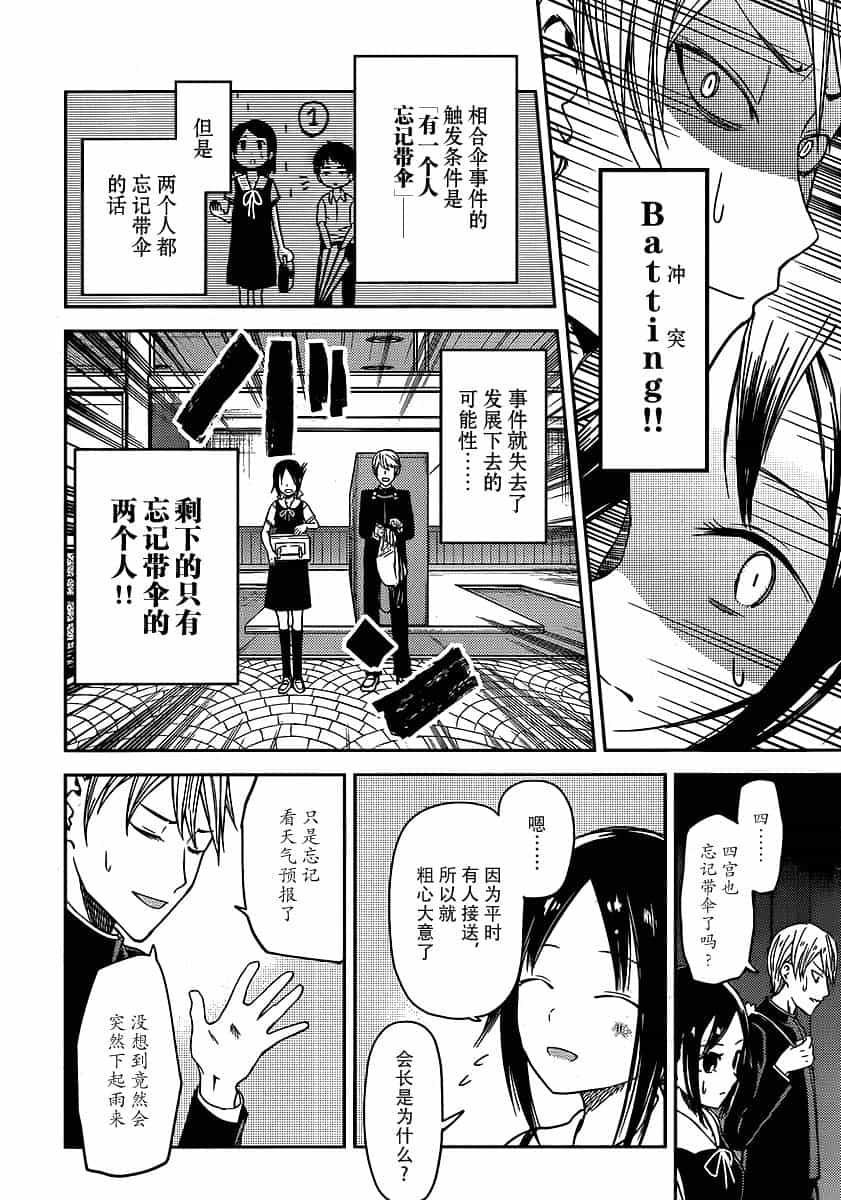 Batting!!
冲突
相合伞事件的
触发条件是
「有一个人
忘记带伞」——
①
但是
两个人都
忘记带伞
的话
事件就失去了
发展下去的
可能性……
剩下的只有
忘记带伞的
两个人!!
四……
四宫也
忘记带伞了吗?
嗯……
因为平时
有人接送，
所以就
粗心大意了
会长是为什么?
只是忘记
看天气预报了
没想到竟然会
突然下起雨来